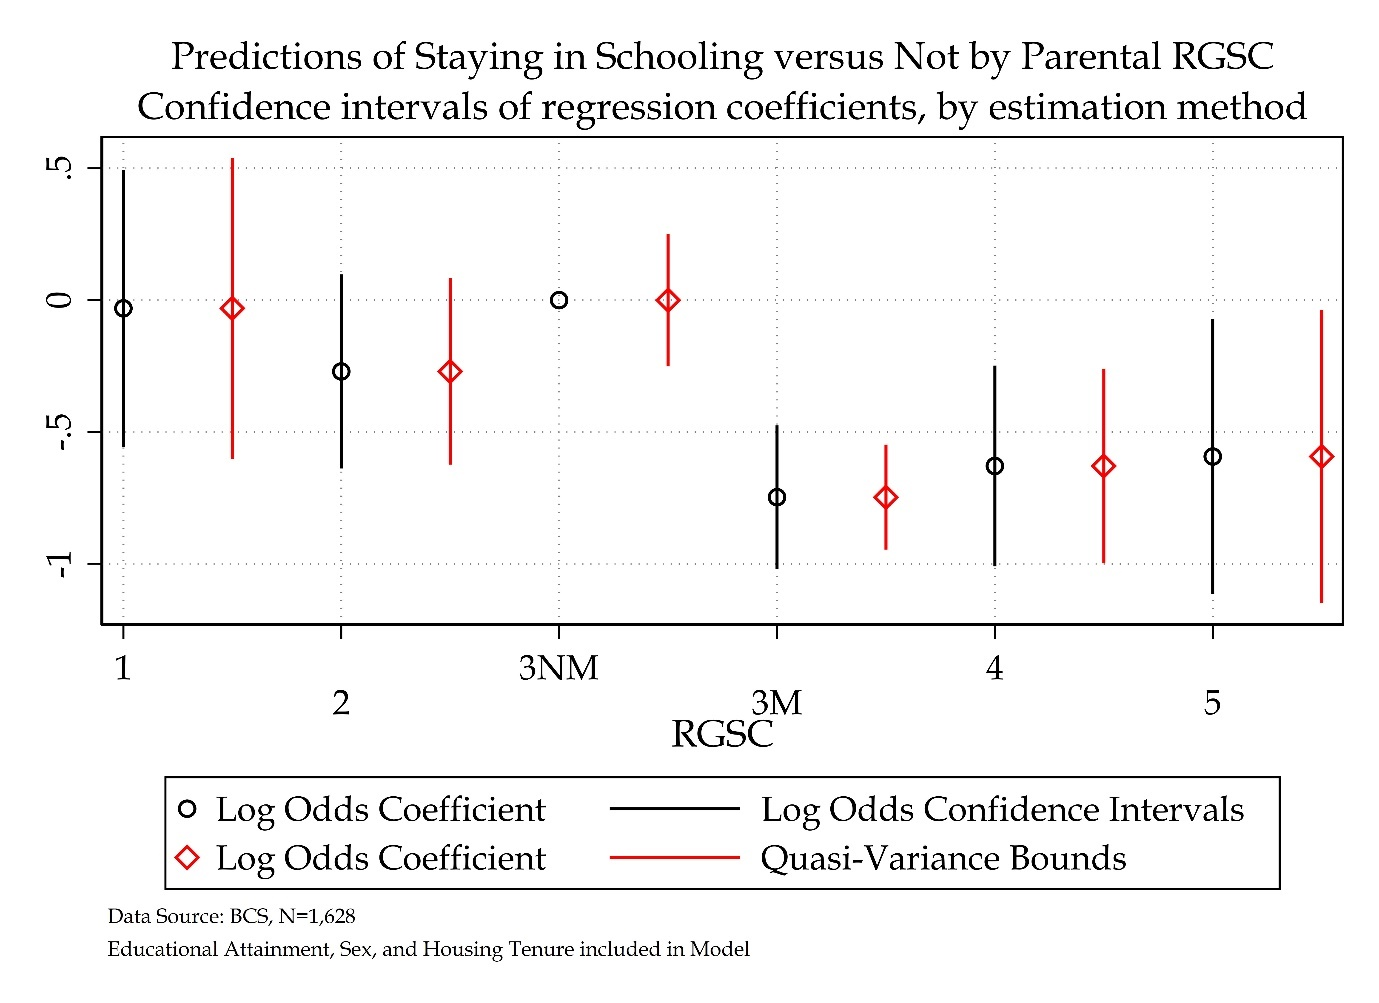 Predictions of Staying in Schooling versus Not by Parental RGSC
Confidence intervals of regression coefficients, by estimation method
.5
0
-.5
-1
1
2
3NM
3M
4
5
RGSC
Log Odds Coefficient
Log Odds Confidence Intervals
Log Odds Coefficient
Quasi-Variance Bounds
Data Source: BCS, N=1,628
Educational Attainment, Sex, and Housing Tenure included in Model